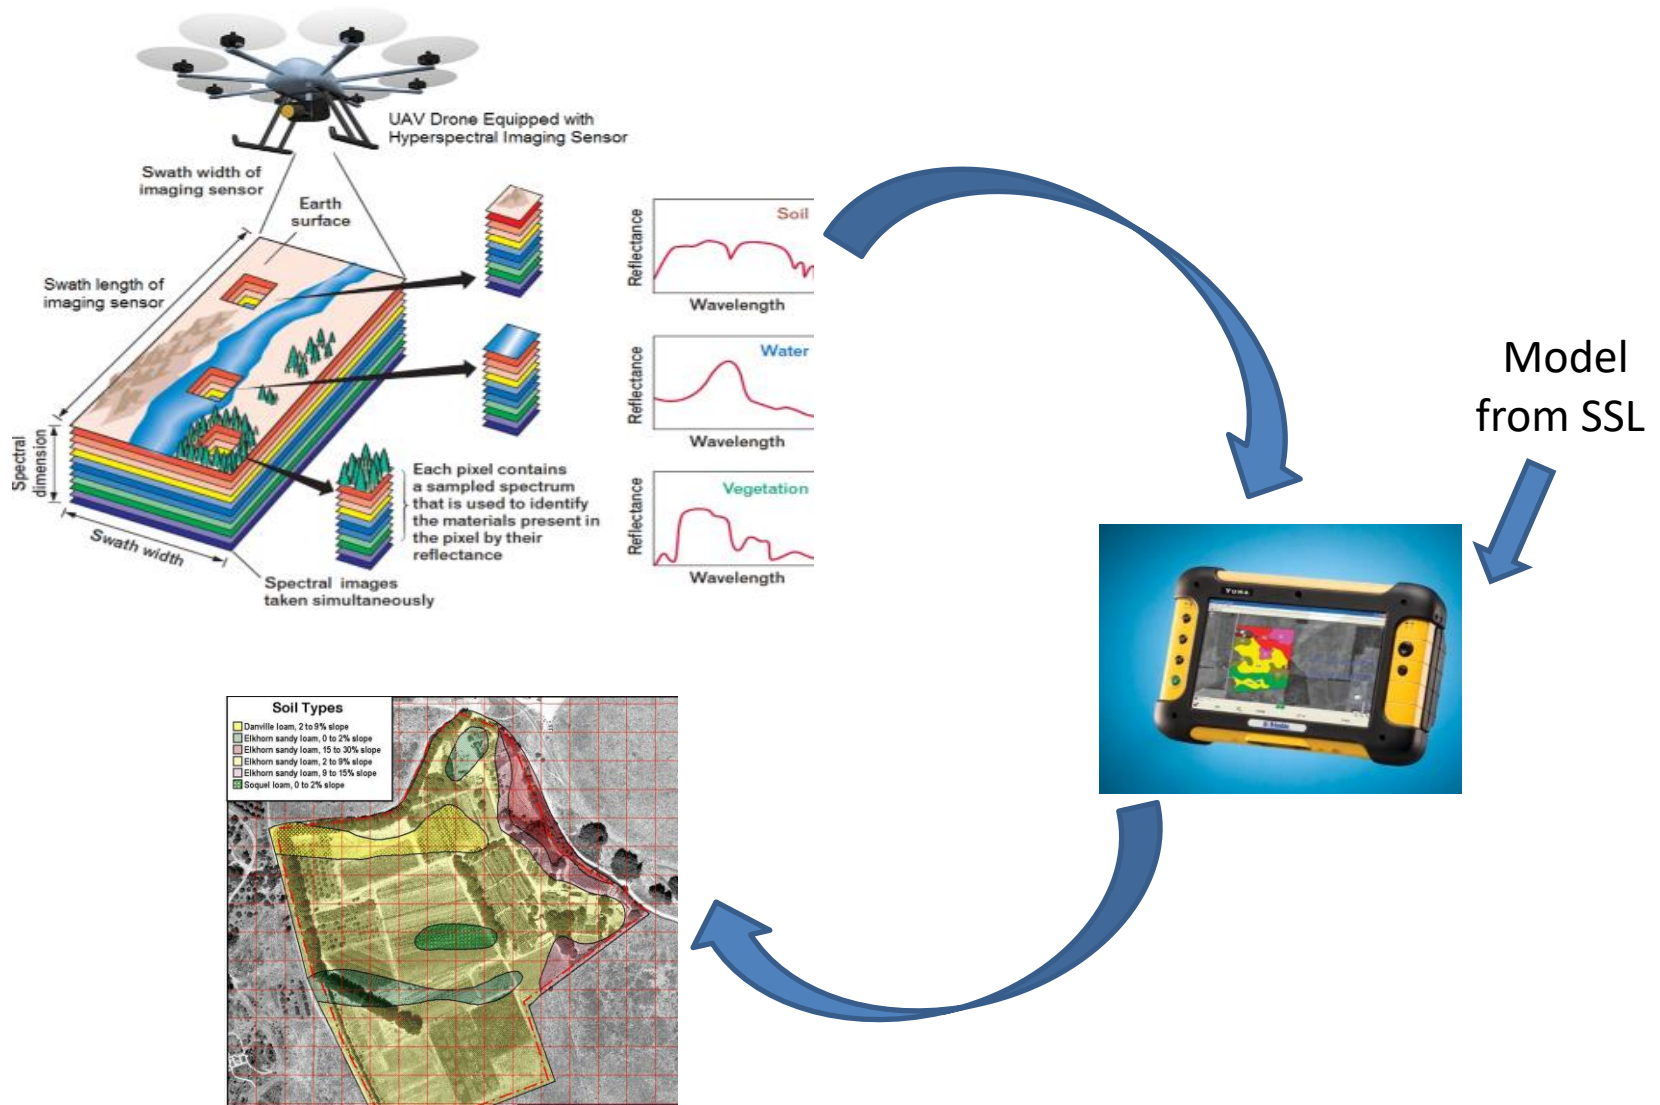 UAV Drone Equipped with
Hyperspectral Imaging Sensor
Swath width of
imaging sensor
Earth
surface
Swath length of
imaging sensor
Spectral
dimension
Swath width
Each pixel contains
a sampled spectrum
that is used to identify
the materials present in
the pixel by their
reflectance
Spectral images
taken simultaneously
Soil
Reflectance
Wavelength
Water
Reflectance
Wavelength
Vegetation
Reflectance
Wavelength
Model
from SSL
YUMA
Trimble
Soil Types
Danville loam, 2 to 9% slope
Elkhorn sandy loam, 0 to 2% slope
Elkhorn sandy loam, 15 to 30% slope
Elkhorn sandy loam, 2 to 9% slope
Elkhorn sandy loam, 9 to 15% slope
Soquel loam, 0 to 2% slope